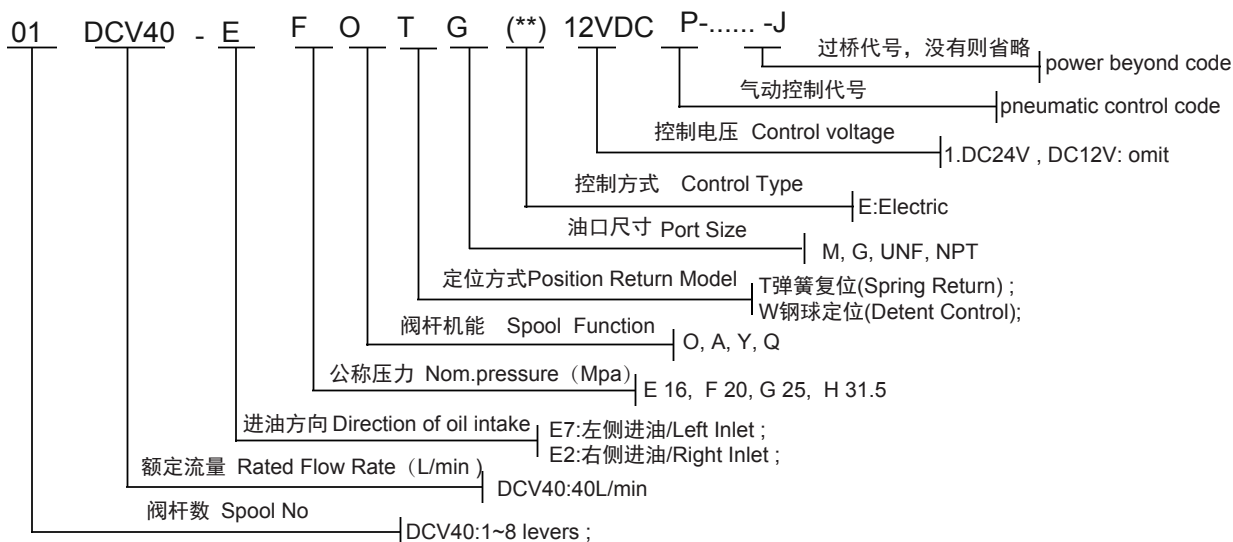 01 DCV40 - E F O T G (**) 12VDC P-...... -J
过桥代号，没有则省略 power beyond code
气动控制代号 pneumatic control code
控制电压 Control voltage 1.DC24V , DC12V: omit
控制方式 Control Type E:Electric
油口尺寸 Port Size M, G, UNF, NPT
定位方式Position Return Model T弹簧复位(Spring Return) ;
W钢球定位(Detent Control);
阀杆机能 Spool Function O, A, Y, Q
公称压力 Nom.pressure（Mpa） E 16, F 20, G 25, H 31.5
进油方向 Direction of oil intake E7:左侧进油/Left Inlet ;
E2:右侧进油/Right Inlet ;
额定流量 Rated Flow Rate（L/min ) DCV40:40L/min
阀杆数 Spool No DCV40:1~8 levers ;